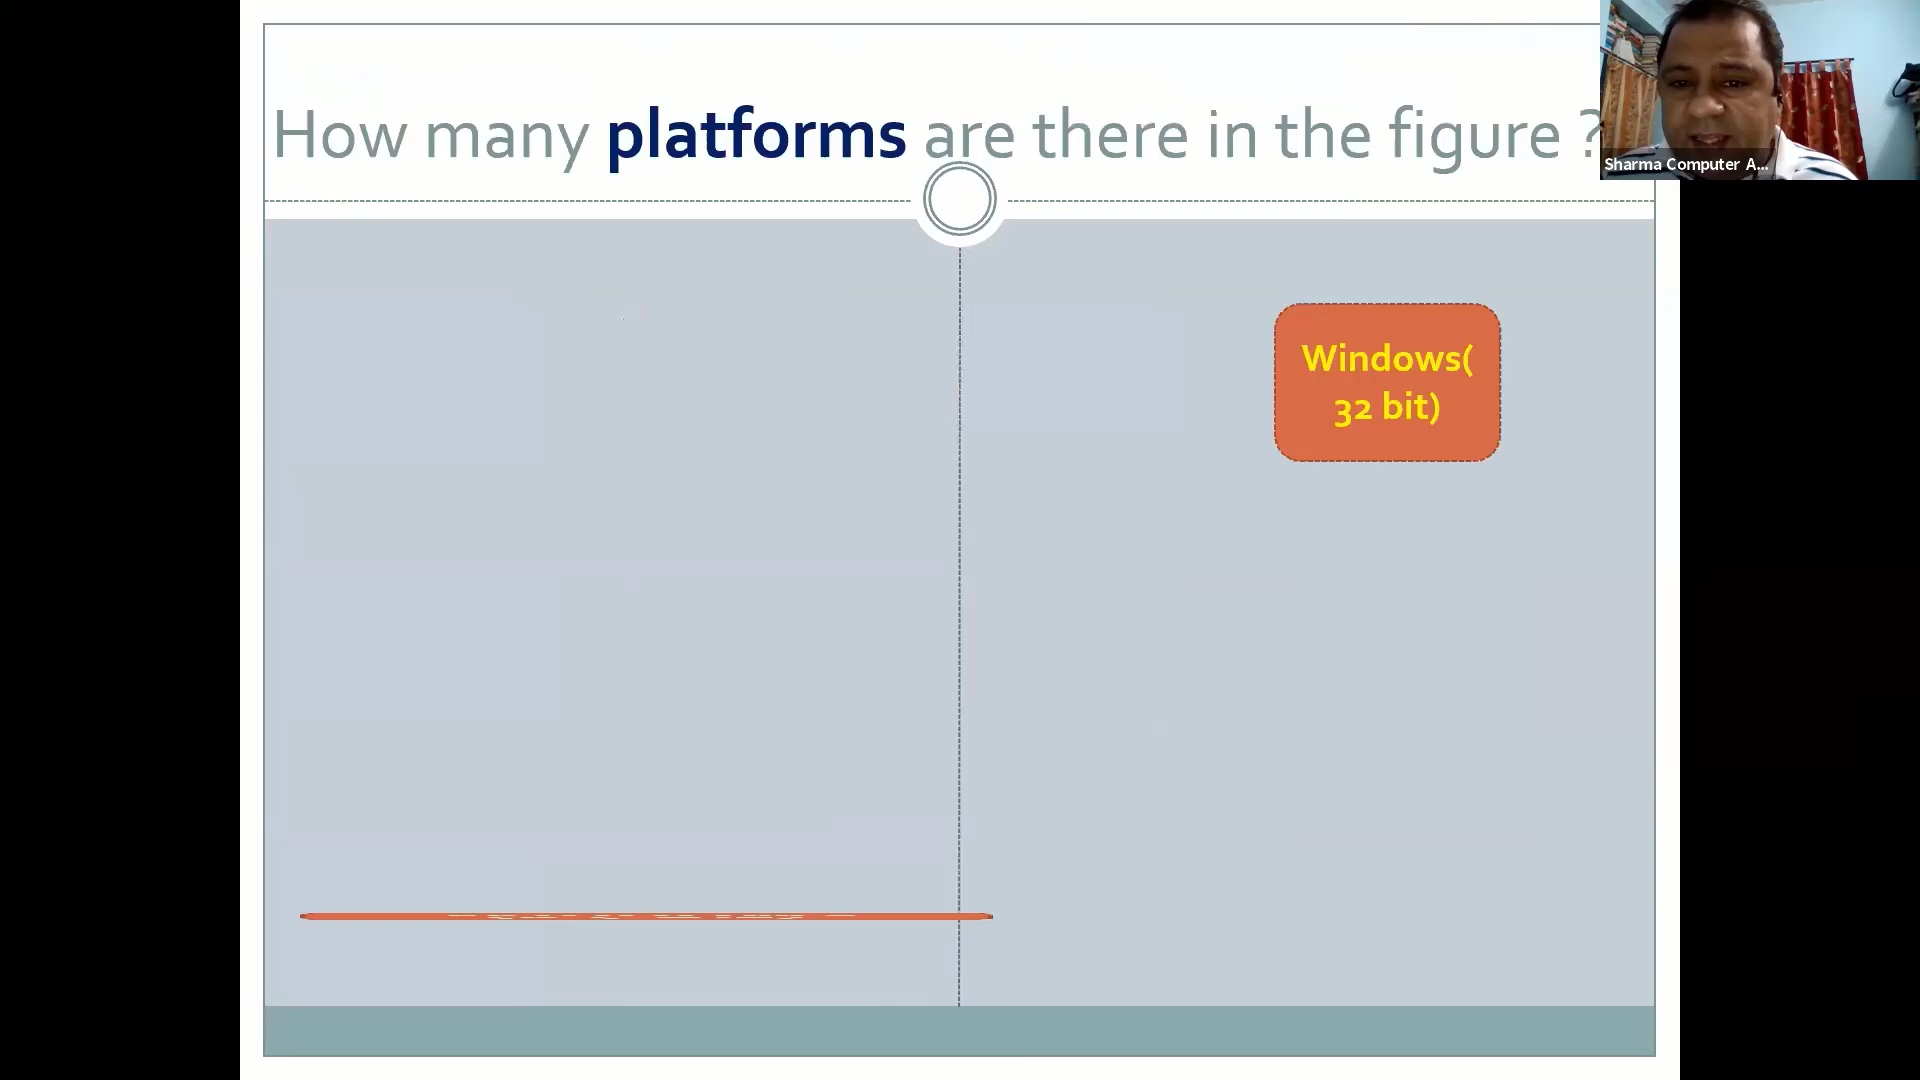 How many platforms are there in the figure ?
Sharma Computer A...
Windows(
32 bit)